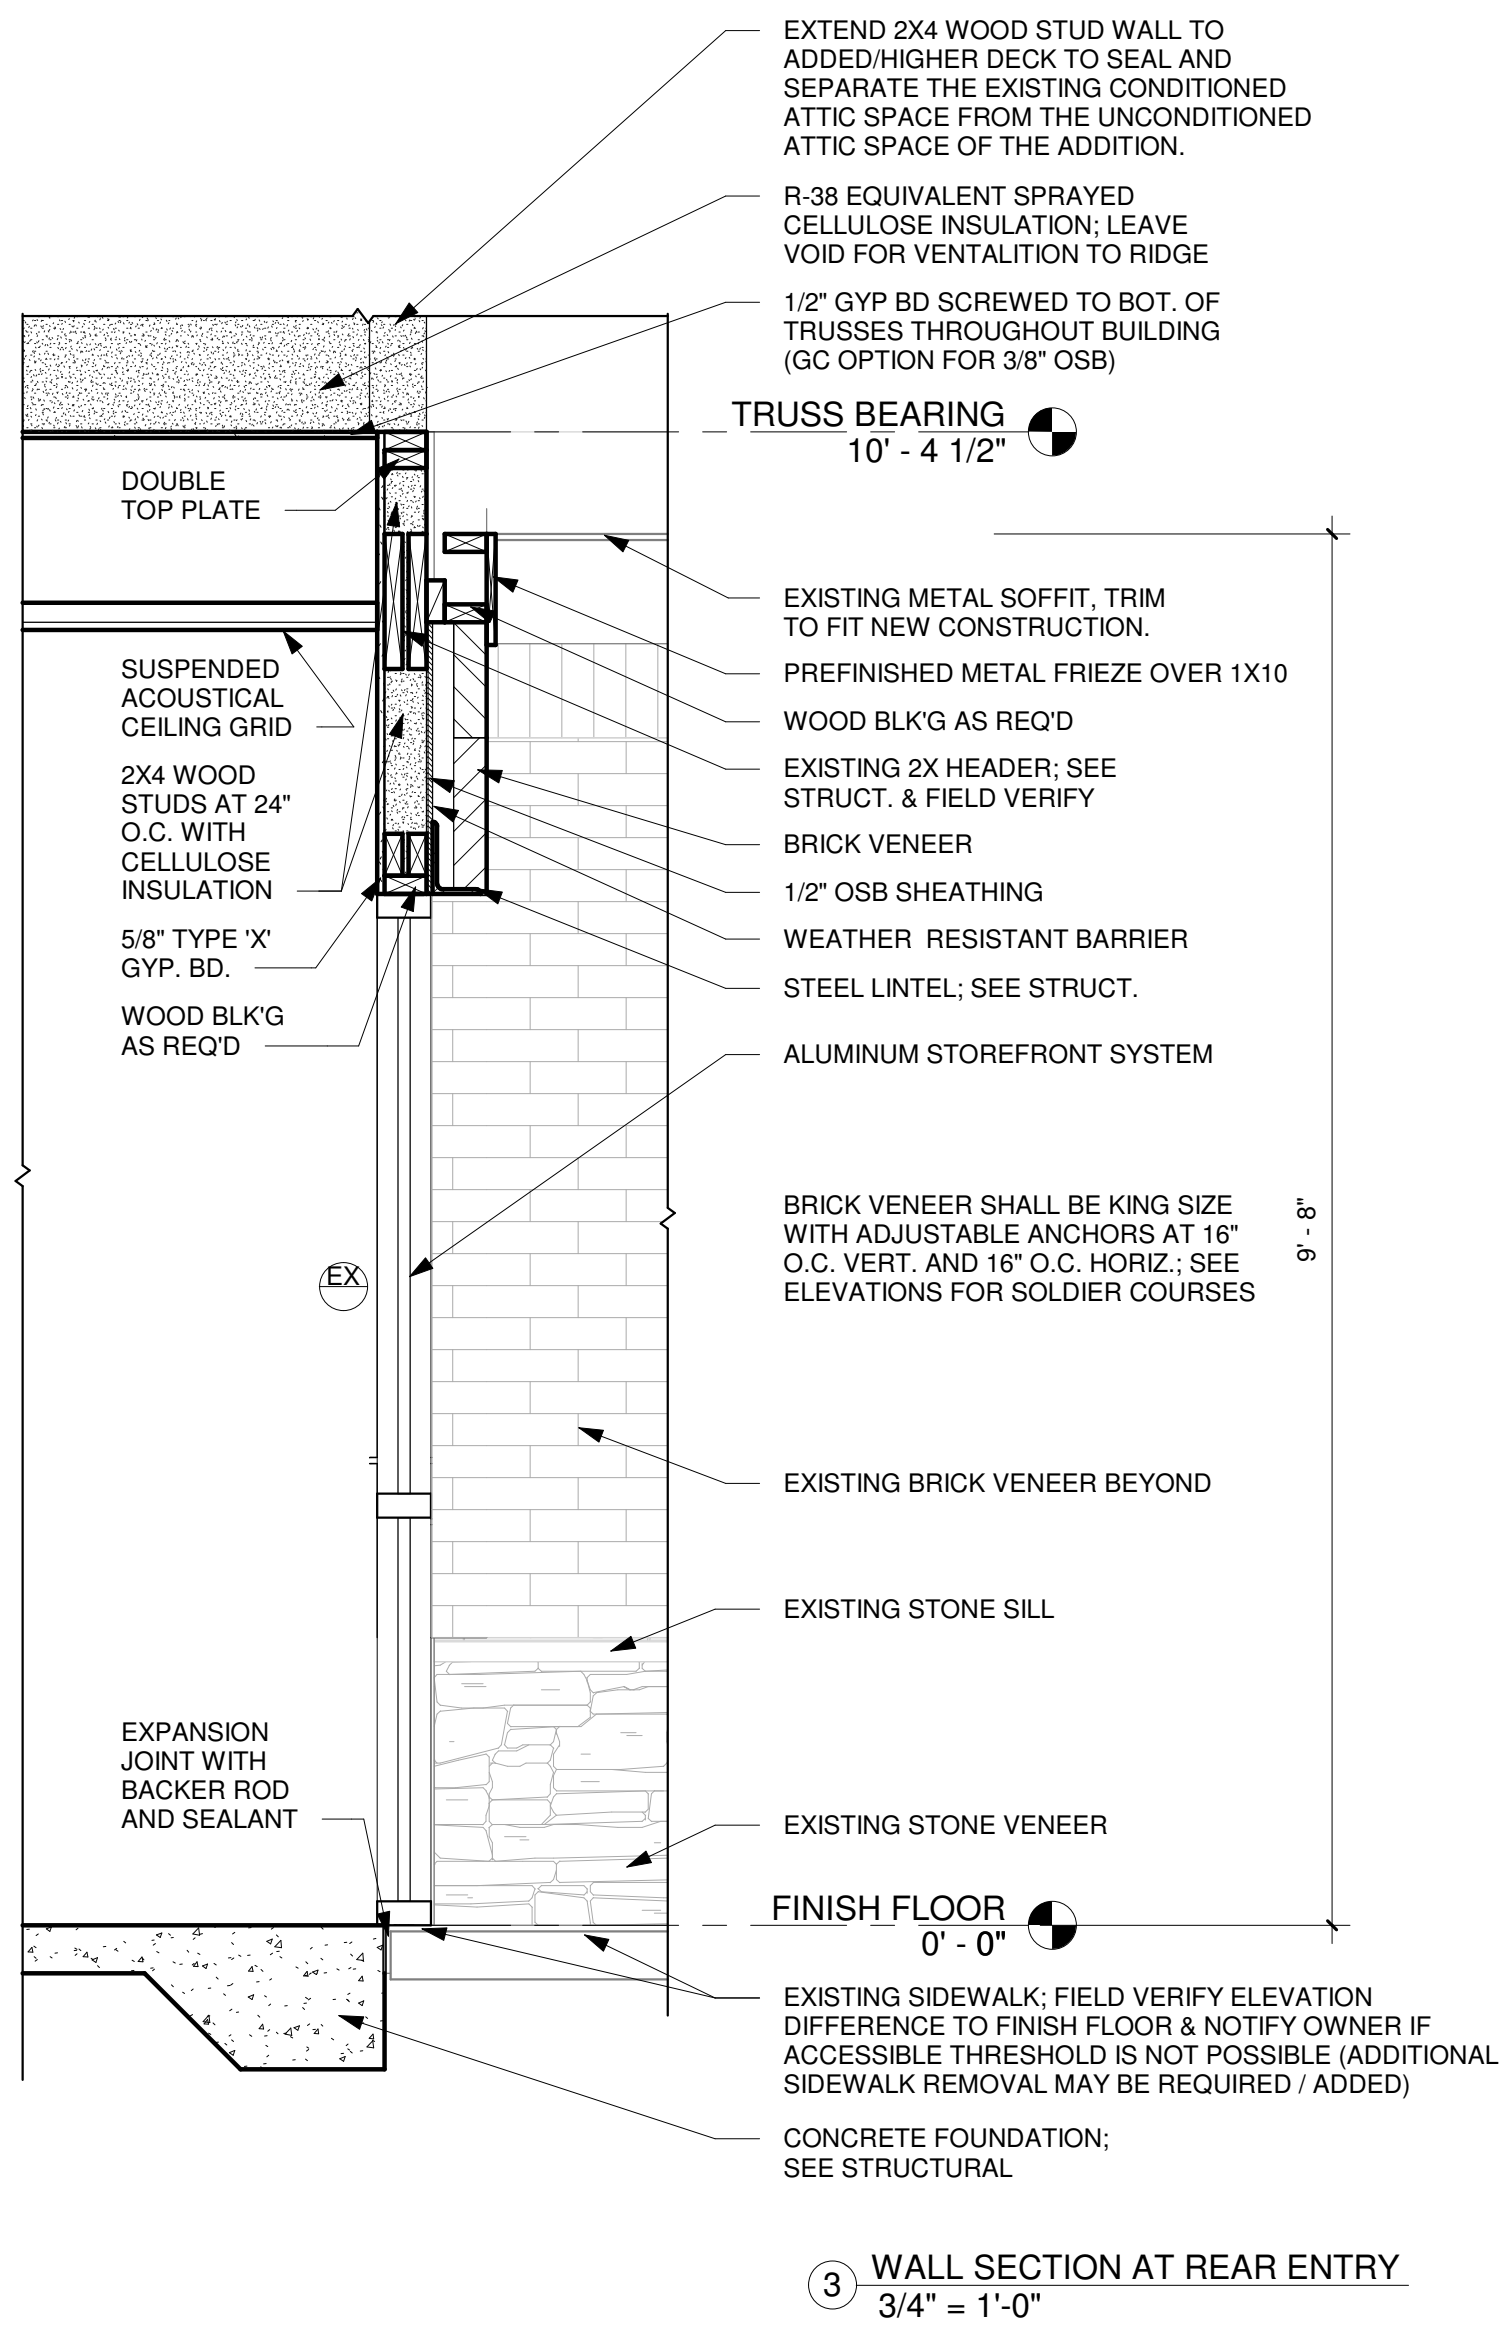 EXTEND 2X4 WOOD STUD WALL TO
ADDED/HIGHER DECK TO SEAL AND
SEPARATE THE EXISTING CONDITIONED
ATTIC SPACE FROM THE UNCONDITIONED
ATTIC SPACE OF THE ADDITION.
R-38 EQUIVALENT SPRAYED
CELLULOSE INSULATION; LEAVE
VOID FOR VENTALITION TO RIDGE
1/2" GYP BD SCREWED TO BOT. OF
TRUSSES THROUGHOUT BUILDING
(GC OPTION FOR 3/8" OSB)
TRUSS BEARING
10' - 4 1/2"
DOUBLE
TOP PLATE
SUSPENDED
ACOUSTICAL
CEILING GRID
2X4 WOOD
STUDS AT 24"
O.C. WITH
CELLULOSE
INSULATION
5/8" TYPE 'X'
GYP. BD.
WOOD BLK'G
AS REQ'D
EXISTING METAL SOFFIT, TRIM
TO FIT NEW CONSTRUCTION.
PREFINISHED METAL FRIEZE OVER 1X10
WOOD BLK'G AS REQ'D
EXISTING 2X HEADER; SEE
STRUCT. & FIELD VERIFY
BRICK VENEER
1/2" OSB SHEATHING
WEATHER  RESISTANT BARRIER
STEEL LINTEL; SEE STRUCT.
ALUMINUM STOREFRONT SYSTEM
BRICK VENEER SHALL BE KING SIZE
WITH ADJUSTABLE ANCHORS AT 16"
O.C. VERT. AND 16" O.C. HORIZ.; SEE
ELEVATIONS FOR SOLDIER COURSES
9' - 8"
EX
EXISTING BRICK VENEER BEYOND
EXISTING STONE SILL
EXPANSION
JOINT WITH
BACKER ROD
AND SEALANT
EXISTING STONE VENEER
FINISH FLOOR
0' - 0"
EXISTING SIDEWALK; FIELD VERIFY ELEVATION
DIFFERENCE TO FINISH FLOOR & NOTIFY OWNER IF
ACCESSIBLE THRESHOLD IS NOT POSSIBLE (ADDITIONAL
SIDEWALK REMOVAL MAY BE REQUIRED / ADDED)
CONCRETE FOUNDATION;
SEE STRUCTURAL
3 WALL SECTION AT REAR ENTRY
3/4" = 1'-0"